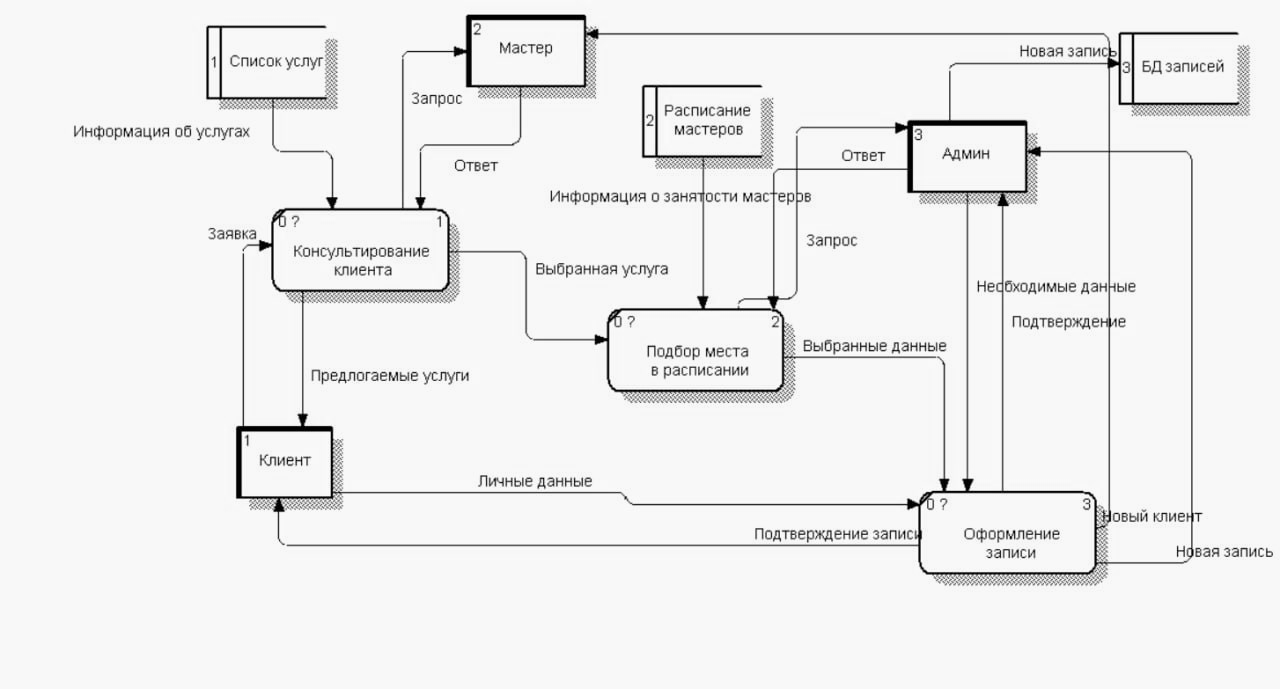 2
Мастер
1
Список услуг
Новая запись
3
БД записей
Запрос
Расписание
мастеров
2
Информация об услугах
3
Админ
Ответ
Ответ
Информация о занятости мастеров
0 ?
1
Заявка
Консультирование
клиента
Запрос
Выбранная услуга
Необходимые данные
0 ?
2
Подтверждение
Подбор места
в расписании
Выбранные данные
Предлогаемые услуги
1
Клиент
Личные данные
0 ?
3
Новый клиент
Подтверждение записи
Оформление
записи
Новая запись